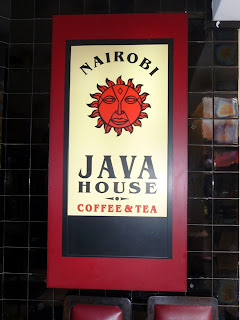 NAIROBI
JAVA
HOUSE
COFFEE & TEA